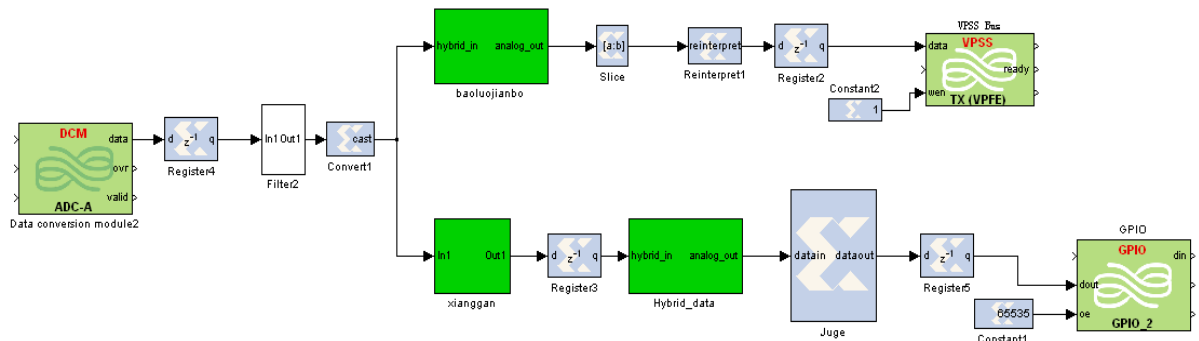 VPSS Bus
hybrid_in analog_out
baoluojianbo
[a:b]
Slice
reinterpret
Reinterpret1
d z⁻¹ q
Register2
Constant2
1
data VPSS
ready
wen
TX (VPFE)
DCM
data
ovr
valid
ADC-A
Data conversion module2
d z⁻¹ q
Register4
In1 Out1
Filter2
cast
Convert1
In1 Out1
xianggan
d z⁻¹ q
Register3
hybrid_in analog_out
Hybrid_data
datain dataout
Juge
d z⁻¹ q
Register5
65535
Constant1
GPIO
GPIO
din
dout
oe
GPIO_2